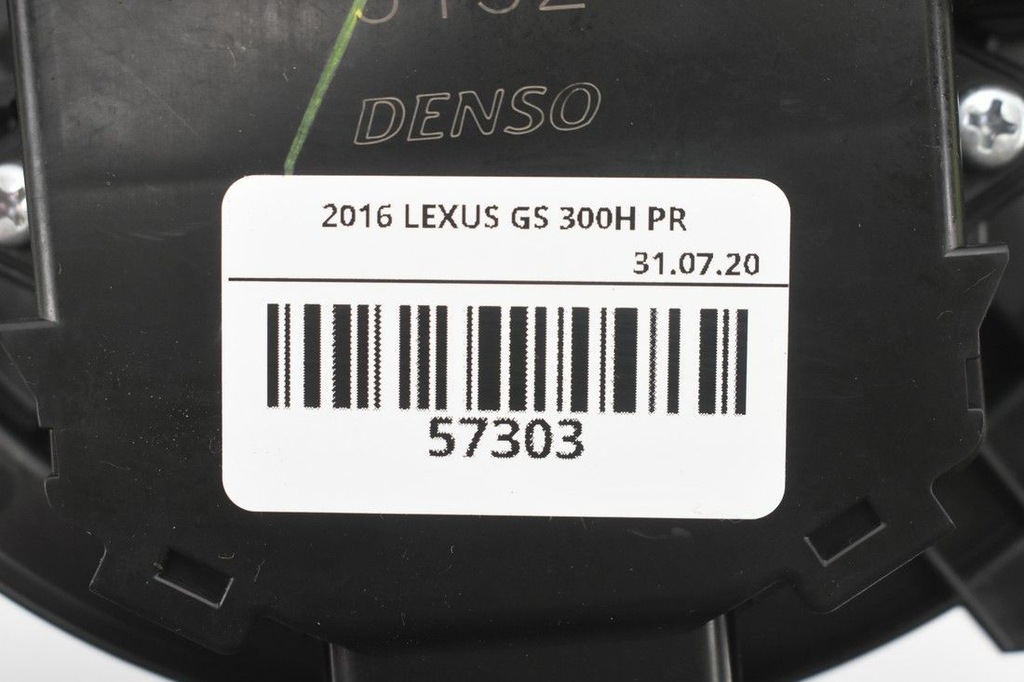 DENSO
2016 LEXUS GS 300H PR
31.07.20
57303